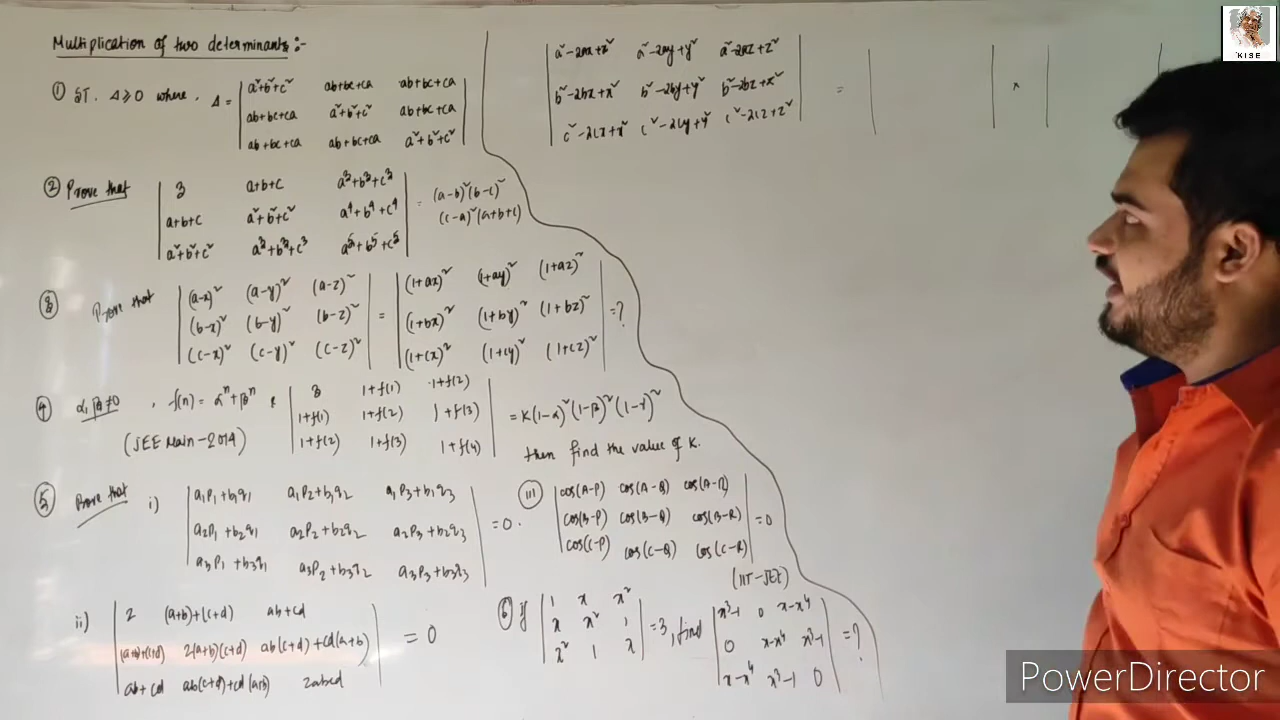 Multiplication of two determinants:-
① ST. Δ≥0 where, Δ = | a²+b²+c² ab+bc+ca ab+bc+ca |
| ab+bc+ca a²+b²+c² ab+bc+ca |
| ab+bc+ca ab+bc+ca a²+b²+c² |
② Prove that | 3 a+b+c a³+b³+c³ |
| a+b+c a²+b²+c² a⁴+b⁴+c⁴ | = (a-b)²(b-c)²
| a²+b²+c² a³+b³+c³ a⁵+b⁵+c⁵ | (c-a)²(a+b+c)
③ Prove that | (a-x)² (a-y)² (a-z)² | | (1+ax)² (1+ay)² (1+az)² |
| (b-x)² (b-y)² (b-z)² | = | (1+bx)² (1+by)² (1+bz)² | =?
| (c-x)² (c-y)² (c-z)² | | (1+cx)² (1+cy)² (1+cz)² |
④ α,β≠0, f(n) = αⁿ+βⁿ & | 3 1+f(1) 1+f(2) |
| 1+f(1) 1+f(2) 1+f(3) | = K(1-α)²(1-β)²(1-γ)²
(JEE Main-2014) | 1+f(2) 1+f(3) 1+f(4) | then find the value of K.
⑤ Prove that i) | a₁p₁+b₁q₁ a₁p₂+b₁q₂ a₁p₃+b₁q₃ |
| a₂p₁+b₂q₁ a₂p₂+b₂q₂ a₂p₃+b₂q₃ | =0.
| a₃p₁+b₃q₁ a₃p₂+b₃q₂ a₃p₃+b₃q₃ |
ii) | 2 (a+b)+(c+d) ab+cd |
| (a+b)+(c+d) 2(a+b)(c+d) ab(c+d)+cd(a+b) | = 0
| ab+cd ab(c+d)+cd(a+b) 2abcd |
iii) | cos(A-P) cos(A-Q) cos(A-R) |
| cos(B-P) cos(B-Q) cos(B-R) | =0
| cos(C-P) cos(C-Q) cos(C-R) |
(IIT-JEE)
⑥ If | 1 x x² | | x³-1 0 x-x⁴ |
| x x² 1 | =3, find | 0 x-x⁴ x³-1 | =?
| x² 1 x | | x-x⁴ x³-1 0 |
| a²-2ax+x² a²-2ay+y² a²-2az+z² |
| b²-2bx+x² b²-2by+y² b²-2bz+z² | = | | × | |
| c²-2cx+x² c²-2cy+y² c²-2cz+z² |
KISE
PowerDirector